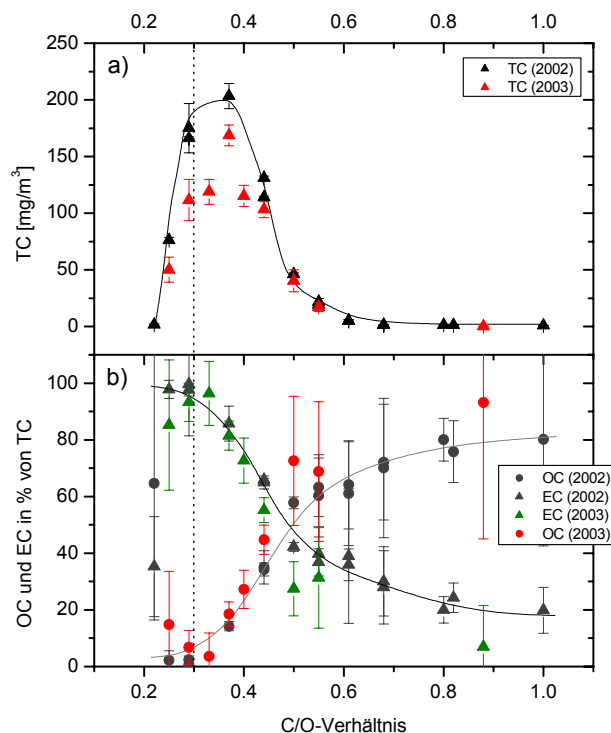 0.2 0.4 0.6 0.8 1.0
a)
TC (2002)
TC (2003)
250
200
150
100
50
0
TC [mg/m³]
b)
100
80
60
40
20
0
OC und EC in % von TC
OC (2002)
EC (2002)
EC (2003)
OC (2003)
0.2 0.4 0.6 0.8 1.0
C/O-Verhältnis